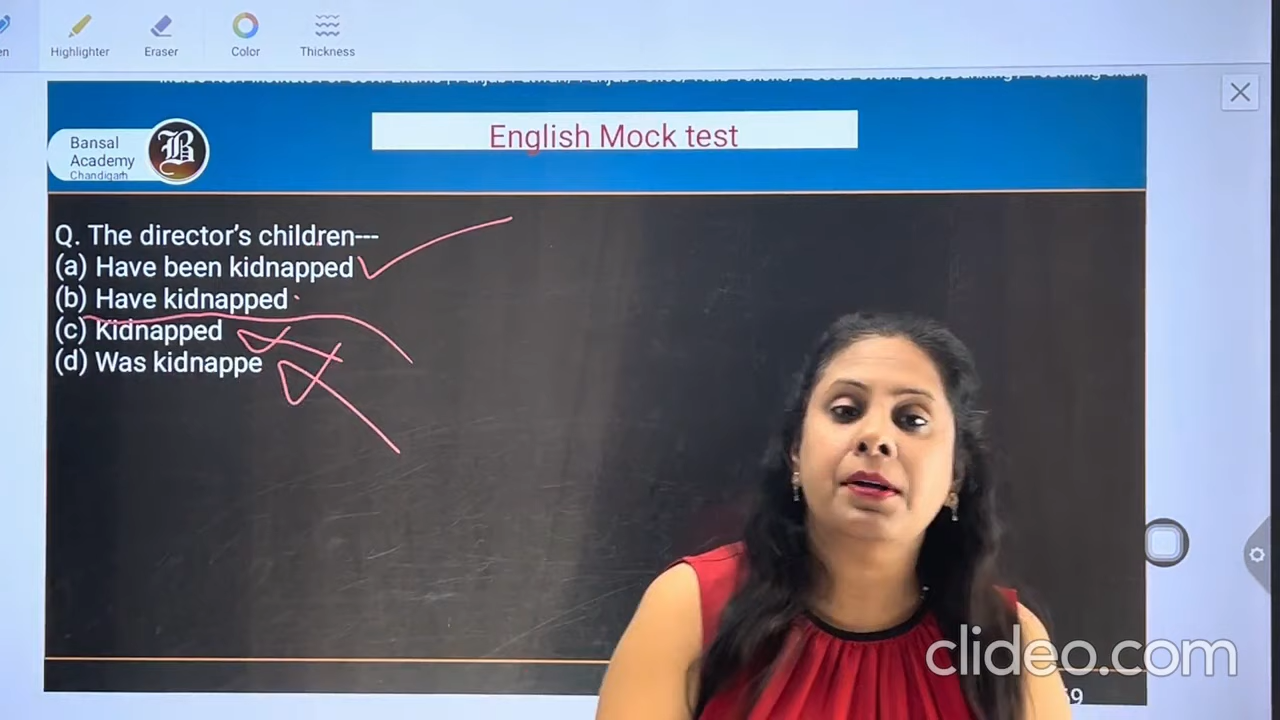 Highlighter Eraser Color Thickness
Bansal
Academy
Chandigarh
B
English Mock test
Q. The director's children---
(a) Have been kidnapped
(b) Have kidnapped
(c) Kidnapped
(d) Was kidnappe
clideo.com